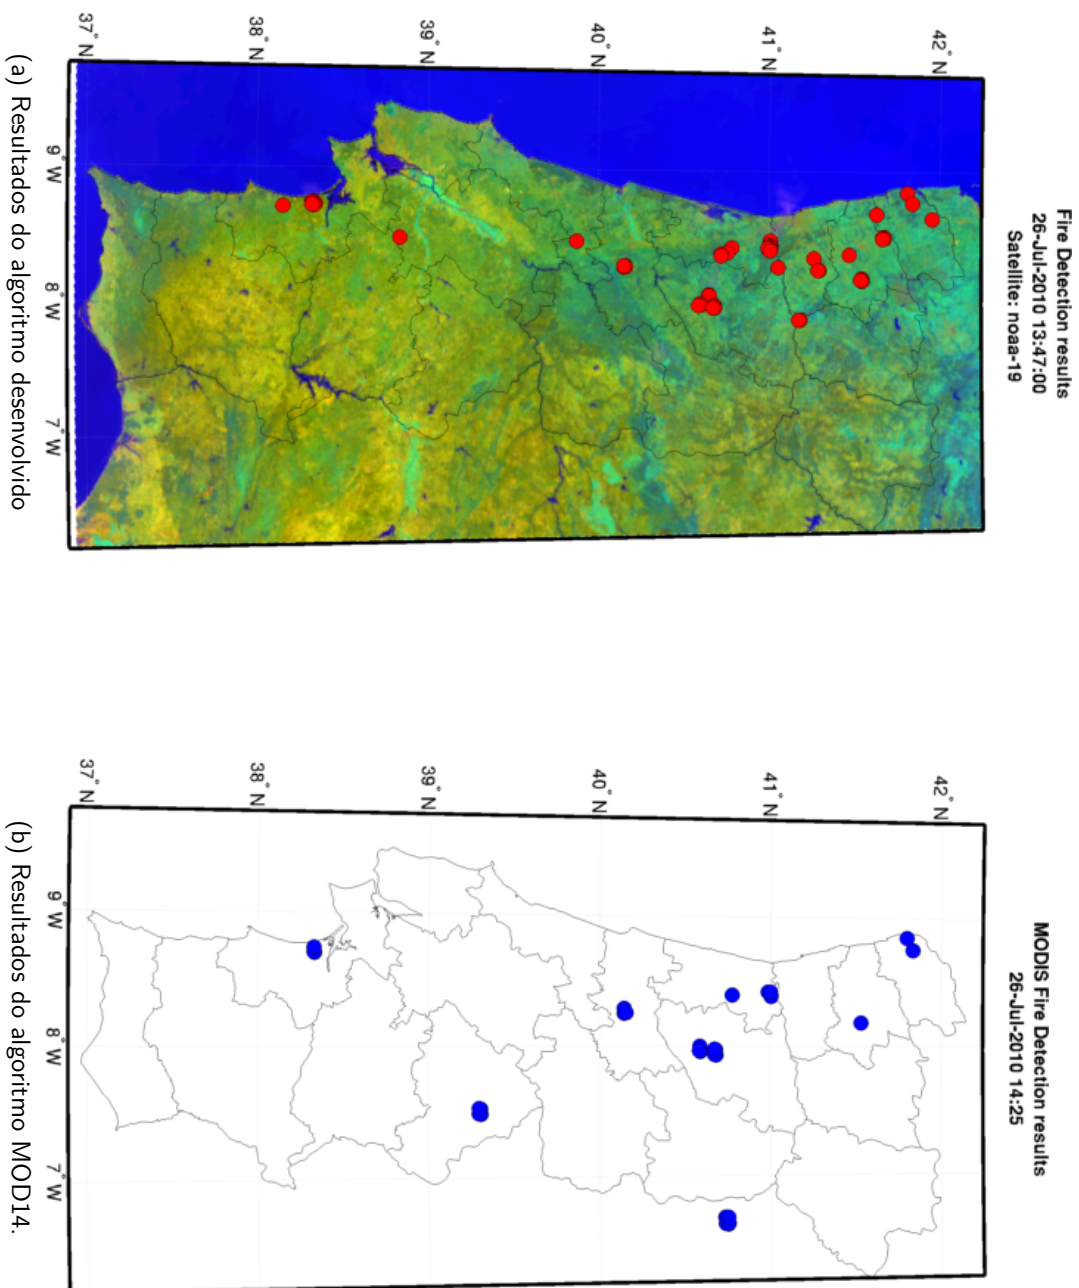 Fire Detection results
26-Jul-2010 13:47:00
Satellite: noaa-19
42° N
41° N
40° N
39° N
38° N
37° N
9° W
8° W
7° W
(a) Resultados do algoritmo desenvolvido
MODIS Fire Detection results
26-Jul-2010 14:25
42° N
41° N
40° N
39° N
38° N
37° N
9° W
8° W
7° W
(b) Resultados do algoritmo MOD14.